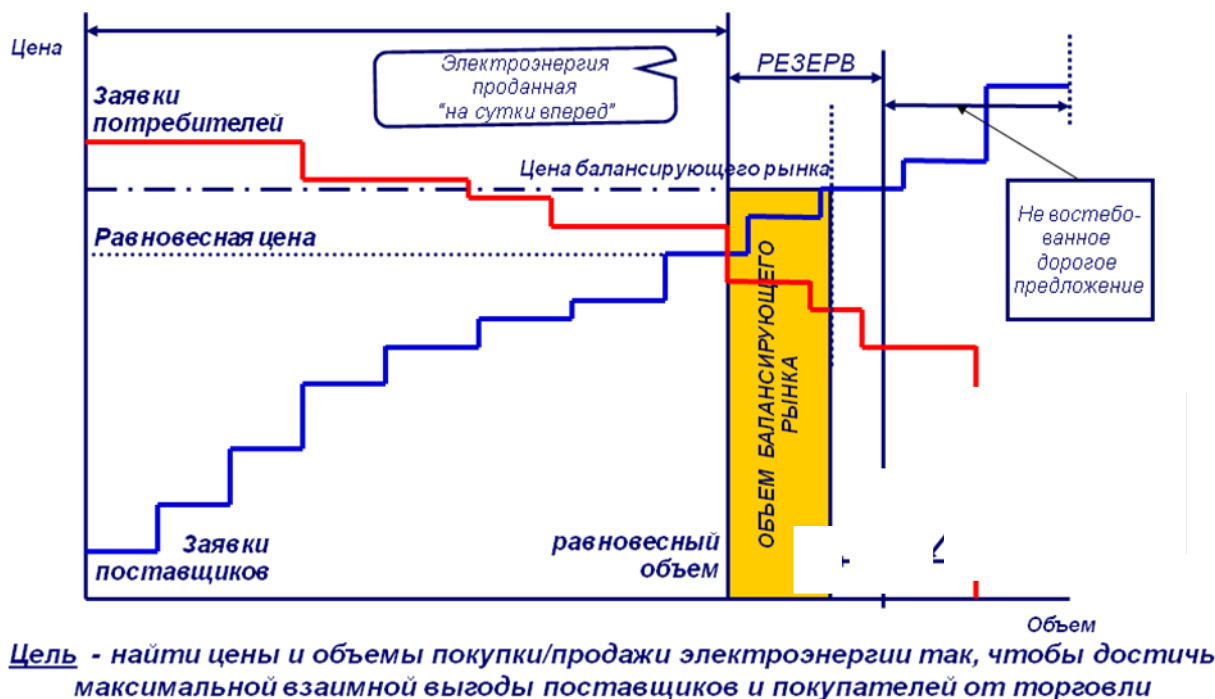 Цена
Электроэнергия
проданная
“на сутки вперед”
РЕЗЕРВ
Заявки
потребителей
Цена балансирующего рынка
Равновесная цена
Не востебо-
ванное
дорогое
предложение
ОБЪЕМ БАЛАНСИРУЮЩЕГО
РЫНКА
Заявки
поставщиков
равновесный
объем
Объем
Цель - найти цены и объемы покупки/продажи электроэнергии так, чтобы достичь
максимальной взаимной выгоды поставщиков и покупателей от торговли